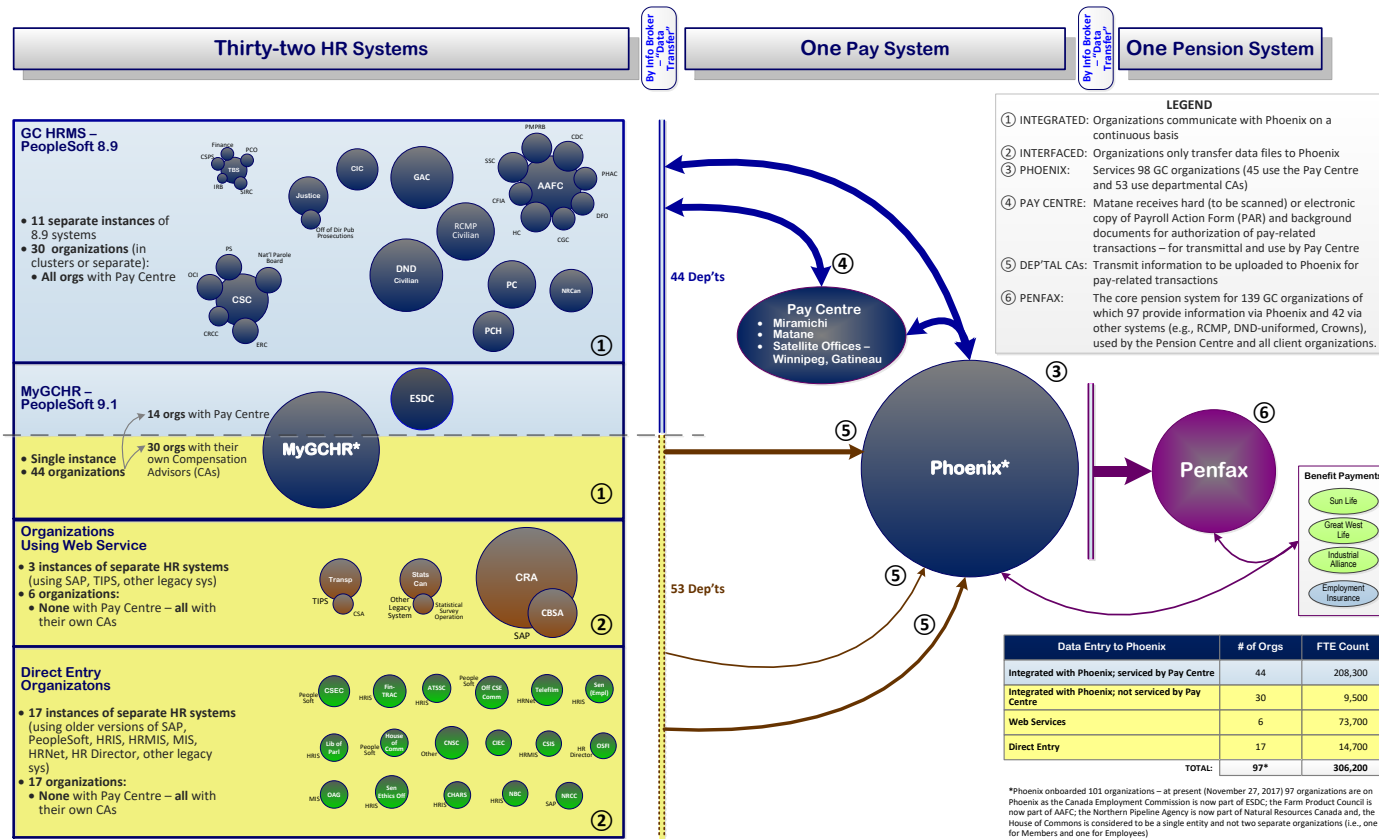 Thirty-two HR Systems
By Info Broker
– "Data
Transfer"
One Pay System
By Info Broker
– "Data
Transfer"
One Pension System
GC HRMS –
PeopleSoft 8.9
• 11 separate instances of
8.9 systems
• 30 organizations (in
clusters or separate):
• All orgs with Pay Centre
Finance
PCO
CSPS
TBS
IRB
SIRC
Justice
Off of Dir Pub
Prosecutions
CIC
GAC
PMPRB
CDC
SSC
PHAC
AAFC
CFIA
DFO
HC
CGC
RCMP
Civilian
DND
Civilian
PS
Nat'l Parole
Board
OCI
CSC
CRCC
ERC
PC
NRCan
PCH
①
MyGCHR –
PeopleSoft 9.1
14 orgs with Pay Centre
ESDC
MyGCHR*
• Single instance
• 44 organizations
30 orgs with their
own Compensation
Advisors (CAs)
①
Organizations
Using Web Service
• 3 instances of separate HR systems
(using SAP, TIPS, other legacy sys)
• 6 organizations:
• None with Pay Centre – all with
their own CAs
Transp
TIPS
CSA
Stats
Can
Other
Legacy
System
Statistical
Survey
Operation
CRA
CBSA
SAP
②
Direct Entry
Organizatons
• 17 instances of separate HR systems
(using older versions of SAP,
PeopleSoft, HRIS, HRMIS, MIS,
HRNet, HR Director, other legacy
sys)
• 17 organizations:
• None with Pay Centre – all with
their own CAs
People
Soft
CSEC
HRIS
Fin-
TRAC
HRIS
ATSSC
People
Soft
Off CSE
Comm
HRNet
Telefilm
HRIS
Sen
(Empl)
HRIS
Lib of
Parl
People
Soft
House
of
Comm
Other
CNSC
CIEC
HRMIS
CSIS
HR
Director
OSFI
MIS
OAG
HRIS
Sen
Ethics Off
HRIS
CHARS
HRIS
NBC
SAP
NRCC
②
44 Dep'ts
53 Dep'ts
④
Pay Centre
• Miramichi
• Matane
• Satellite Offices –
Winnipeg, Gatineau
③
⑤
Phoenix*
⑤
⑤
⑥
Penfax
LEGEND
① INTEGRATED: Organizations communicate with Phoenix on a
continuous basis
② INTERFACED: Organizations only transfer data files to Phoenix
③ PHOENIX: Services 98 GC organizations (45 use the Pay Centre
and 53 use departmental CAs)
④ PAY CENTRE: Matane receives hard (to be scanned) or electronic
copy of Payroll Action Form (PAR) and background
documents for authorization of pay-related
transactions – for transmittal and use by Pay Centre
⑤ DEP'TAL CAs: Transmit information to be uploaded to Phoenix for
pay-related transactions
⑥ PENFAX: The core pension system for 139 GC organizations of
which 97 provide information via Phoenix and 42 via
other systems (e.g., RCMP, DND-uniformed, Crowns),
used by the Pension Centre and all client organizations.
Benefit Payments
Sun Life
Great West
Life
Industrial
Alliance
Employment
Insurance
Data Entry to Phoenix # of Orgs FTE Count
Integrated with Phoenix; serviced by Pay Centre 44 208,300
Integrated with Phoenix; not serviced by Pay
Centre 30 9,500
Web Services 6 73,700
Direct Entry 17 14,700
TOTAL: 97* 306,200
*Phoenix onboarded 101 organizations – at present (November 27, 2017) 97 organizations are on
Phoenix as the Canada Employment Commission is now part of ESDC; the Farm Product Council is
now part of AAFC; the Northern Pipeline Agency is now part of Natural Resources Canada and, the
House of Commons is considered to be a single entity and not two separate organizations (i.e., one
for Members and one for Employees)